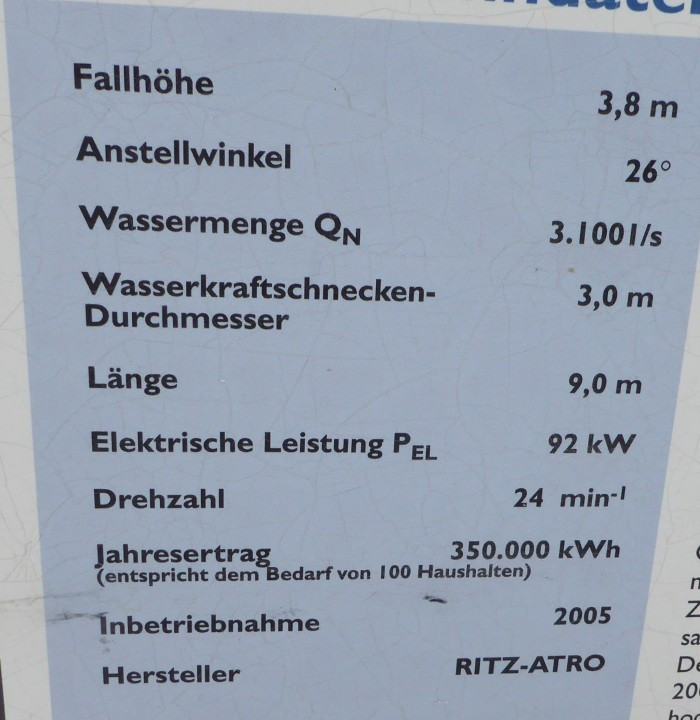 Fallhöhe 3,8 m
Anstellwinkel 26°
Wassermenge QN 3.100 l/s
Wasserkraftschnecken- 3,0 m
Durchmesser
Länge 9,0 m
Elektrische Leistung PEL 92 kW
Drehzahl 24 min-1
Jahresertrag 350.000 kWh
(entspricht dem Bedarf von 100 Haushalten)
Inbetriebnahme 2005
Hersteller RITZ-ATRO